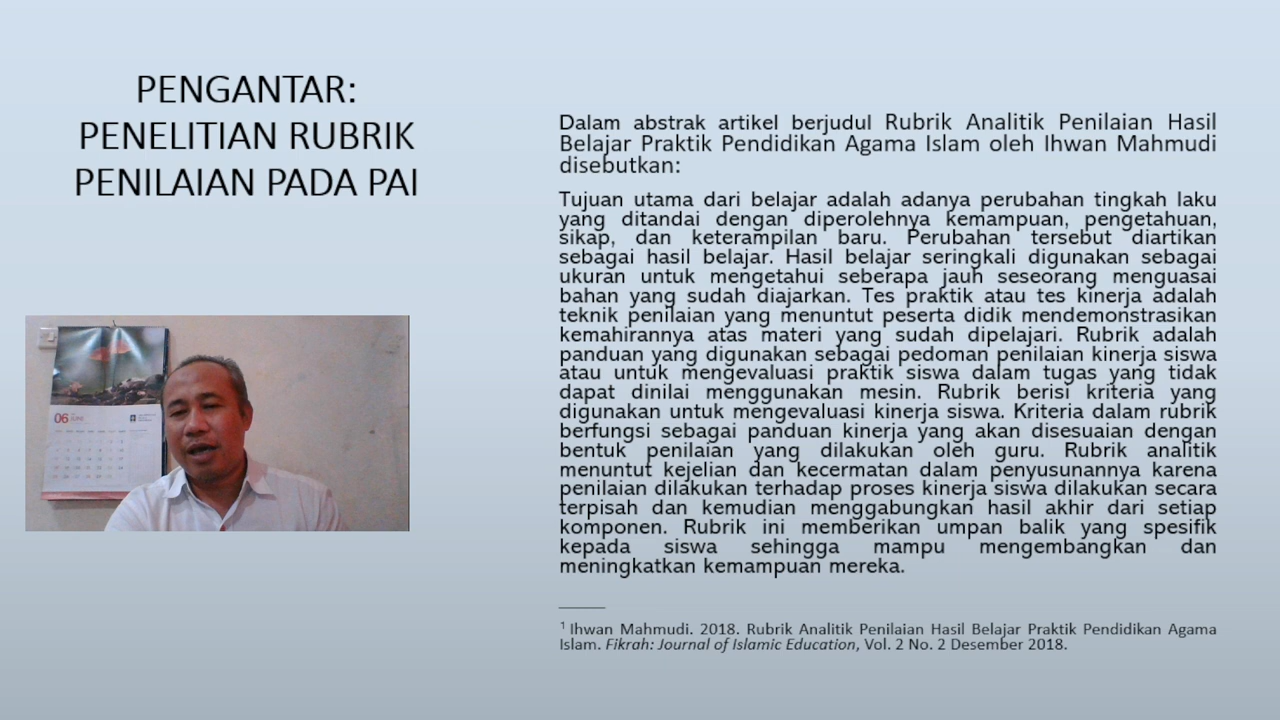 PENGANTAR:
PENELITIAN RUBRIK
PENILAIAN PADA PAI
06
JUNE
Dalam abstrak artikel berjudul Rubrik Analitik Penilaian Hasil
Belajar Praktik Pendidikan Agama Islam oleh Ihwan Mahmudi
disebutkan:
Tujuan utama dari belajar adalah adanya perubahan tingkah laku
yang ditandai dengan diperolehnya kemampuan, pengetahuan,
sikap, dan keterampilan baru. Perubahan tersebut diartikan
sebagai hasil belajar. Hasil belajar seringkali digunakan sebagai
ukuran untuk mengetahui seberapa jauh seseorang menguasai
bahan yang sudah diajarkan. Tes praktik atau tes kinerja adalah
teknik penilaian yang menuntut peserta didik mendemonstrasikan
kemahirannya atas materi yang sudah dipelajari. Rubrik adalah
panduan yang digunakan sebagai pedoman penilaian kinerja siswa
atau untuk mengevaluasi praktik siswa dalam tugas yang tidak
dapat dinilai menggunakan mesin. Rubrik berisi kriteria yang
digunakan untuk mengevaluasi kinerja siswa. Kriteria dalam rubrik
berfungsi sebagai panduan kinerja yang akan disesuaian dengan
bentuk penilaian yang dilakukan oleh guru. Rubrik analitik
menuntut kejelian dan kecermatan dalam penyusunannya karena
penilaian dilakukan terhadap proses kinerja siswa dilakukan secara
terpisah dan kemudian menggabungkan hasil akhir dari setiap
komponen. Rubrik ini memberikan umpan balik yang spesifik
kepada siswa sehingga mampu mengembangkan dan
meningkatkan kemampuan mereka.
¹ Ihwan Mahmudi. 2018. Rubrik Analitik Penilaian Hasil Belajar Praktik Pendidikan Agama
Islam. Fikrah: Journal of Islamic Education, Vol. 2 No. 2 Desember 2018.